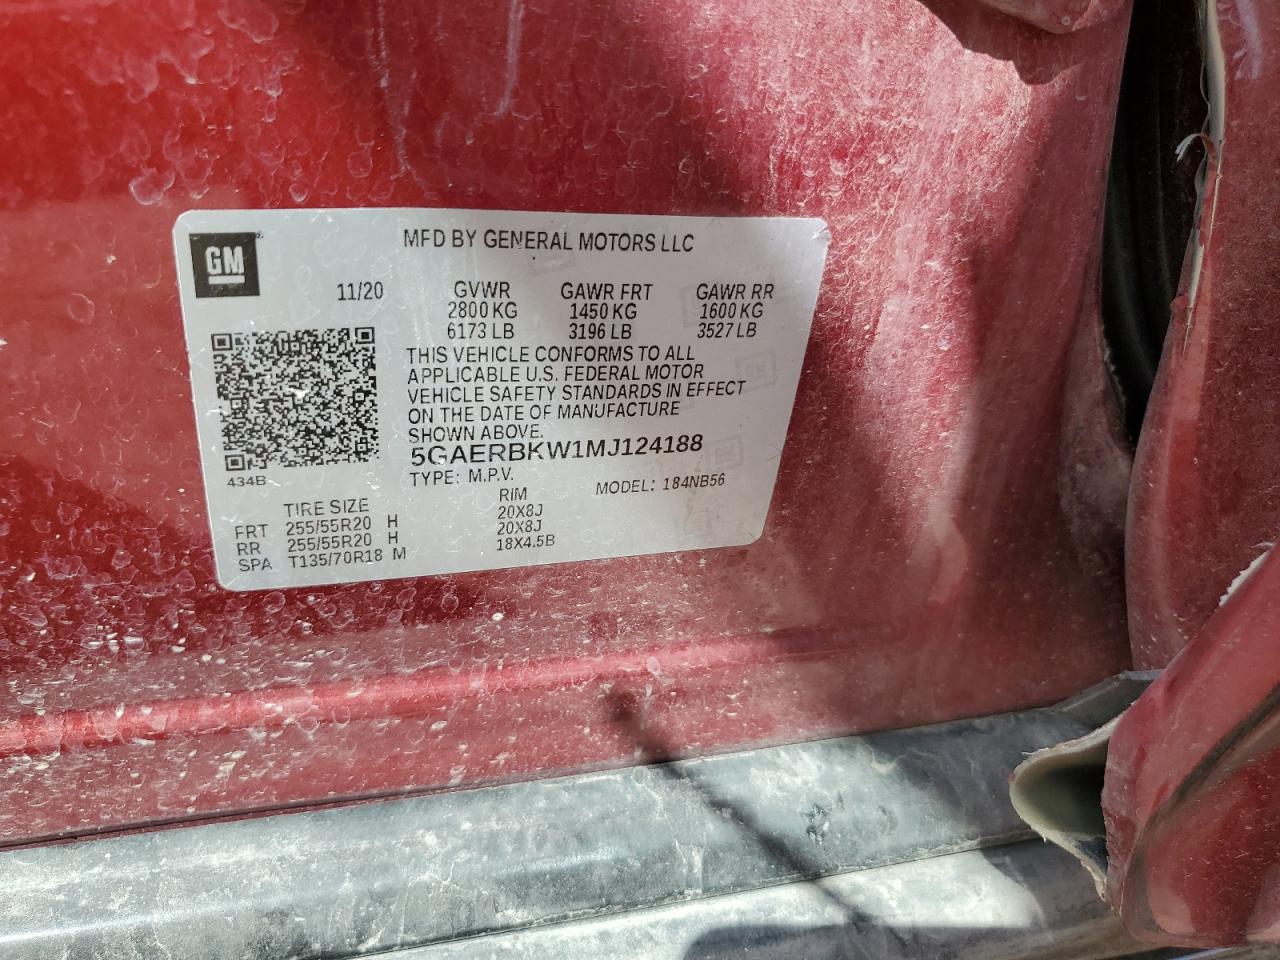 GM
MFD BY GENERAL MOTORS LLC
11/20 GVWR GAWR FRT GAWR RR
2800 KG 1450 KG 1600 KG
6173 LB 3196 LB 3527 LB
THIS VEHICLE CONFORMS TO ALL
APPLICABLE U.S. FEDERAL MOTOR
VEHICLE SAFETY STANDARDS IN EFFECT
ON THE DATE OF MANUFACTURE
SHOWN ABOVE.
5GAERBKW1MJ124188
434B TYPE: M.P.V. MODEL: 184NB56
TIRE SIZE RIM
FRT 255/55R20 H 20X8J
RR 255/55R20 H 20X8J
SPA T135/70R18 M 18X4.5B